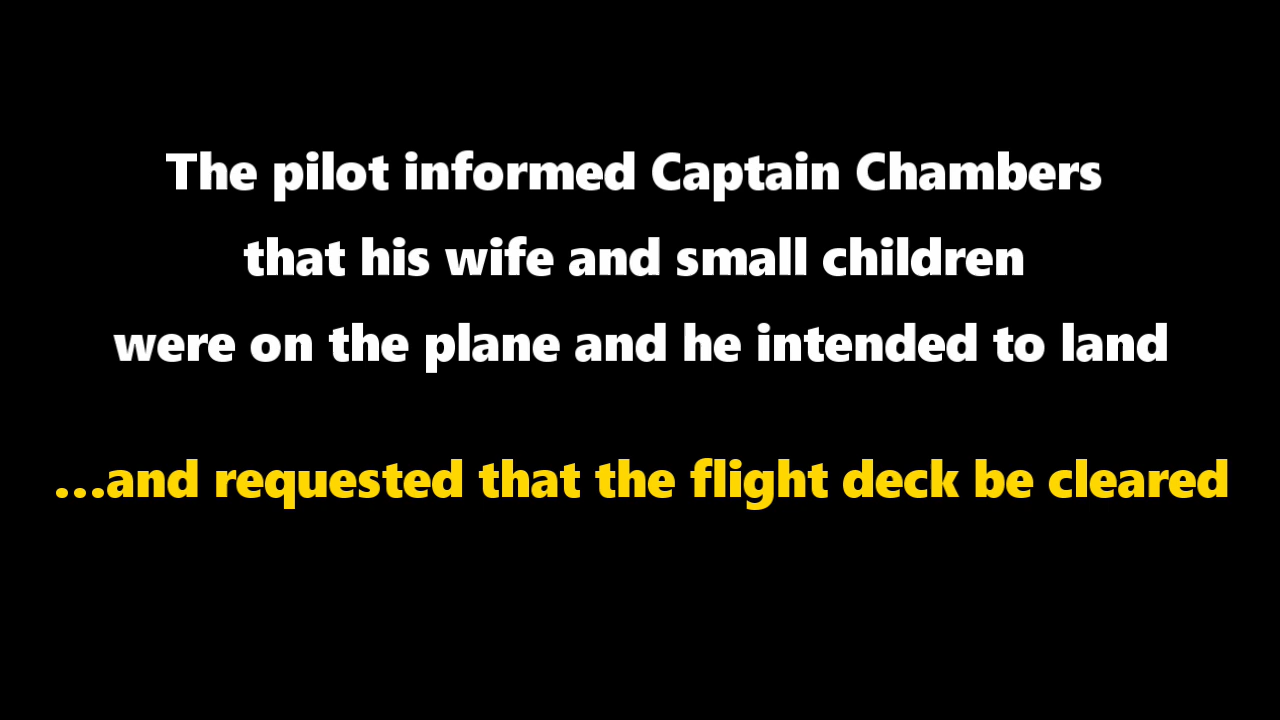 The pilot informed Captain Chambers
that his wife and small children
were on the plane and he intended to land
...and requested that the flight deck be cleared